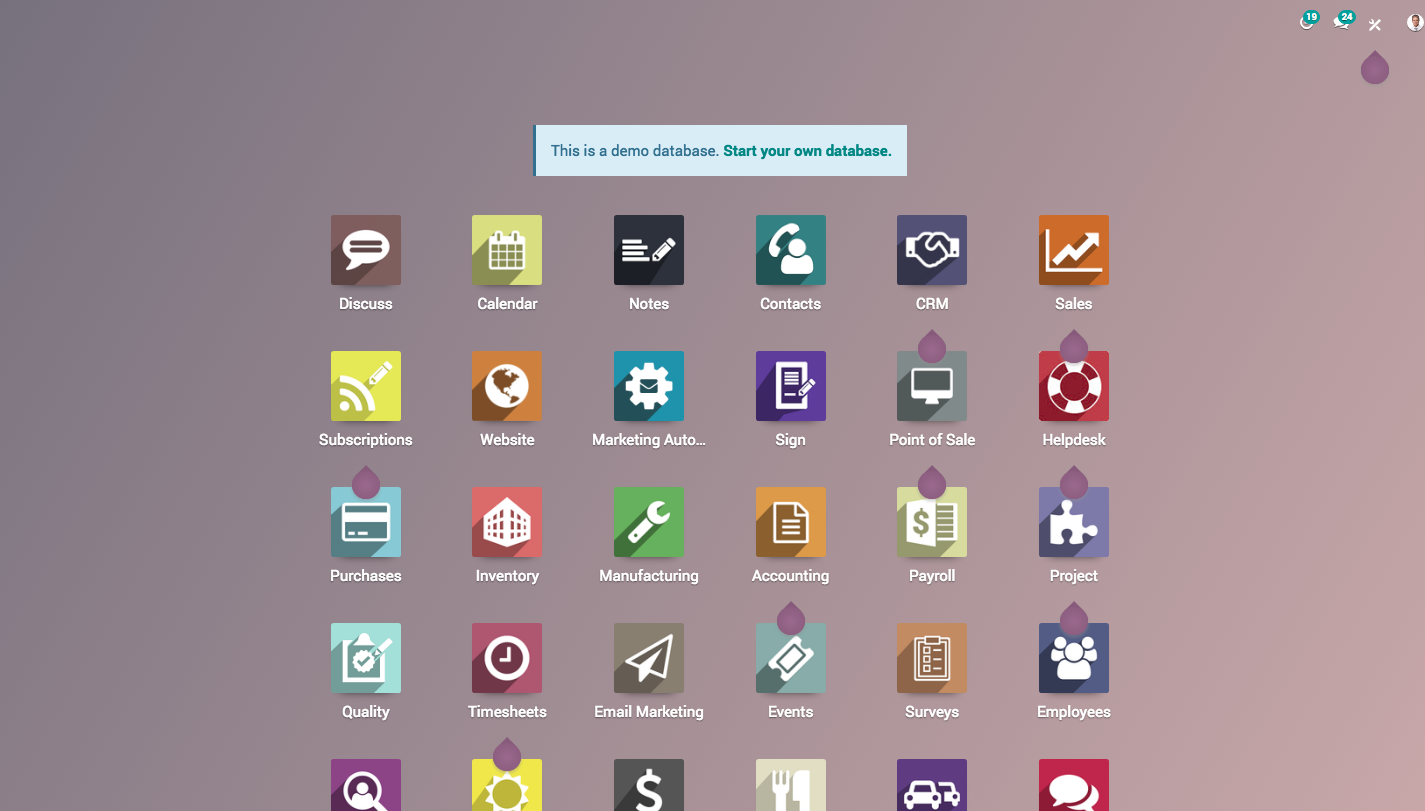 19
24
This is a demo database. Start your own database.
Discuss
Calendar
Notes
Contacts
CRM
Sales
Subscriptions
Website
Marketing Auto...
Sign
Point of Sale
Helpdesk
Purchases
Inventory
Manufacturing
Accounting
Payroll
Project
Quality
Timesheets
Email Marketing
Events
Surveys
Employees